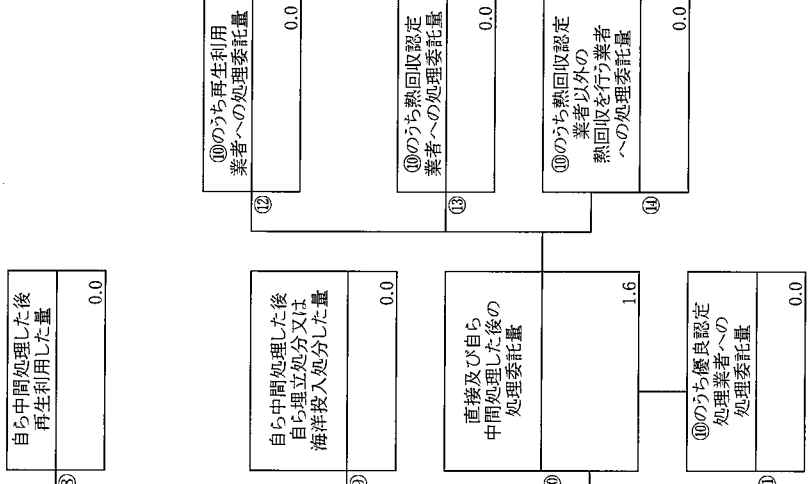 自ら中間処理した後
再生利用した量
0.0
自ら中間処理した後
自ら埋立処分又は
海洋投入処分した量
0.0
直接及び自ら
中間処理した後の
処理委託量
1.6
⑩のうち優良認定
処理業者への
処理委託量
0.0
⑫
⑩のうち再生利用
業者への処理委託量
0.0
⑬
⑩のうち熱回収認定
業者への処理委託量
0.0
⑭
⑩のうち熱回収認定
業者以外の
熱回収を行う業者
への処理委託量
0.0